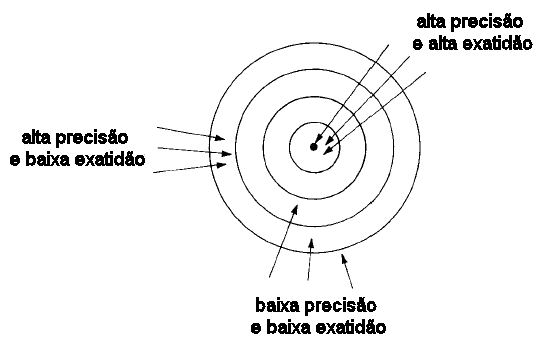 alta precisão
e alta exatidão
alta precisão
e baixa exatidão
baixa precisão
e baixa exatidão